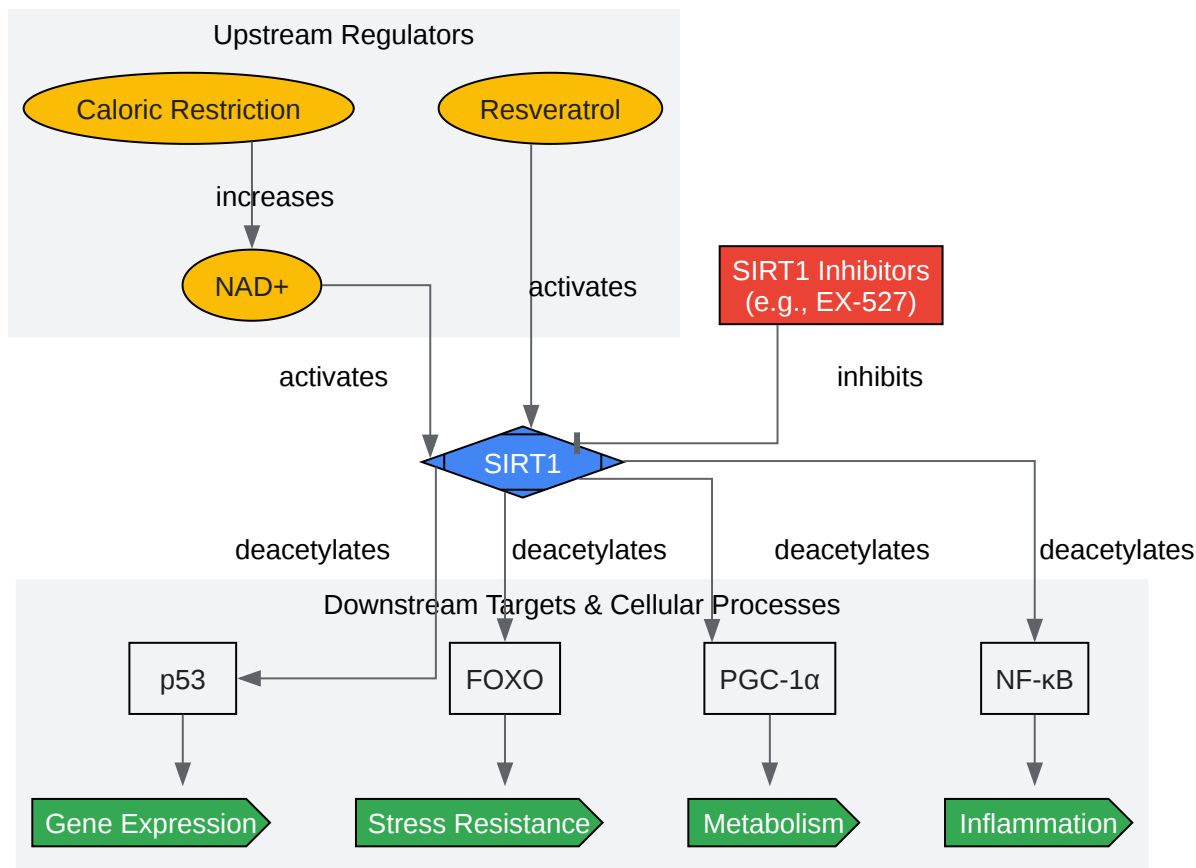 Upstream Regulators
Caloric Restriction
Resveratrol
increases
NAD+
activates
SIRT1 Inhibitors
(e.g., EX-527)
activates
inhibits
SIRT1
deacetylates
deacetylates
deacetylates
deacetylates
Downstream Targets & Cellular Processes
p53
FOXO
PGC-1α
NF-κB
Gene Expression
Stress Resistance
Metabolism
Inflammation